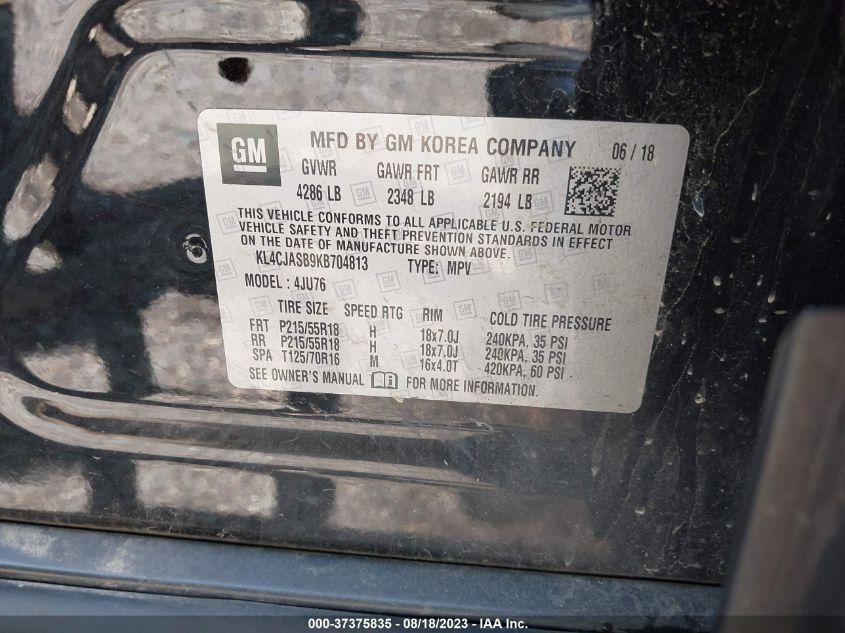 GM
MFD BY GM KOREA COMPANY 06 / 18
GVWR GAWR FRT GAWR RR
4286 LB 2348 LB 2194 LB
THIS VEHICLE CONFORMS TO ALL APPLICABLE U.S. FEDERAL MOTOR
VEHICLE SAFETY AND THEFT PREVENTION STANDARDS IN EFFECT
ON THE DATE OF MANUFACTURE SHOWN ABOVE.
KL4CJASB9KB704813 TYPE: MPV
MODEL : 4JU76
TIRE SIZE SPEED RTG RIM COLD TIRE PRESSURE
FRT P215/55R18 H 18x7.0J 240KPA, 35 PSI
RR P215/55R18 H 18x7.0J 240KPA, 35 PSI
SPA T125/70R16 M 16x4.0T 420KPA, 60 PSI
SEE OWNER'S MANUAL FOR MORE INFORMATION.
000-37375835 - 08/18/2023 - IAA Inc.